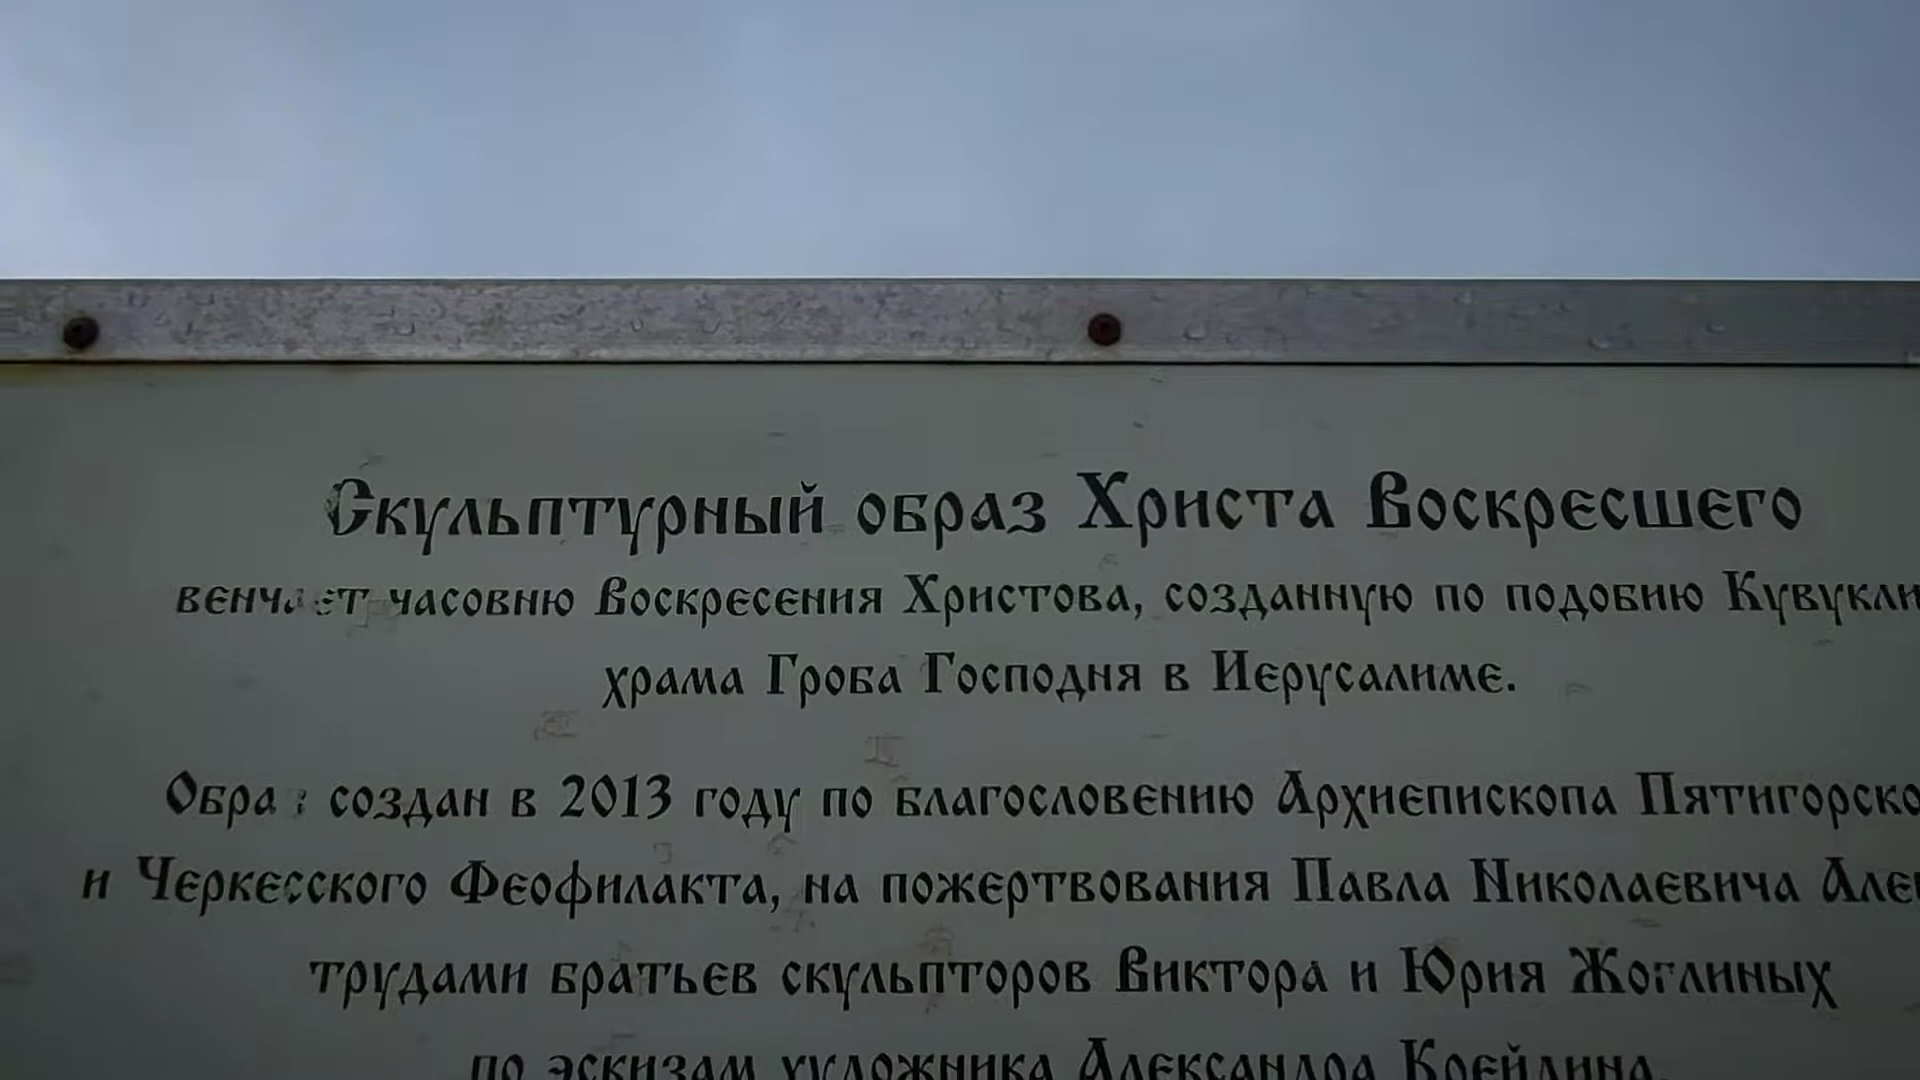 Скульптурный образ Христа Воскресшего
венчает часовню Воскресения Христова, созданную по подобию Кувукли
храма Гроба Господня в Иерусалиме.
Образ создан в 2013 году по благословению Архиепископа Пятигорско
и Черкесского Феофилакта, на пожертвования Павла Николаевича Але
трудами братьев скульпторов Виктора и Юрия Жоглиных
по эскизам художника Александра